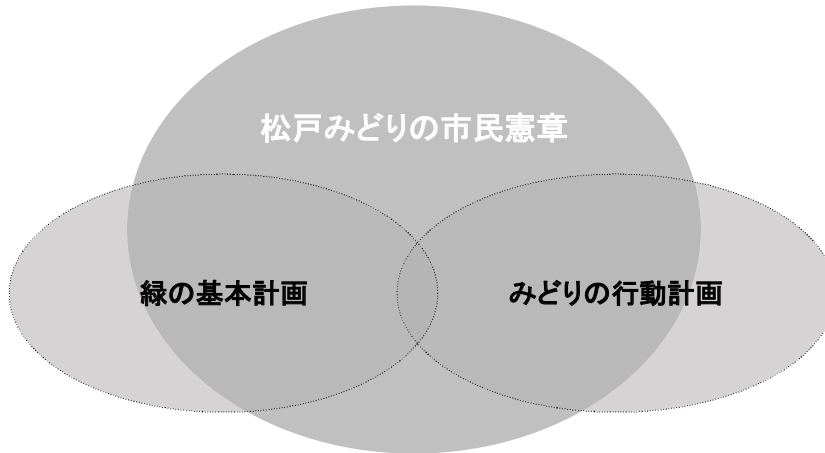 松戸みどりの市民憲章
緑の基本計画
みどりの行動計画